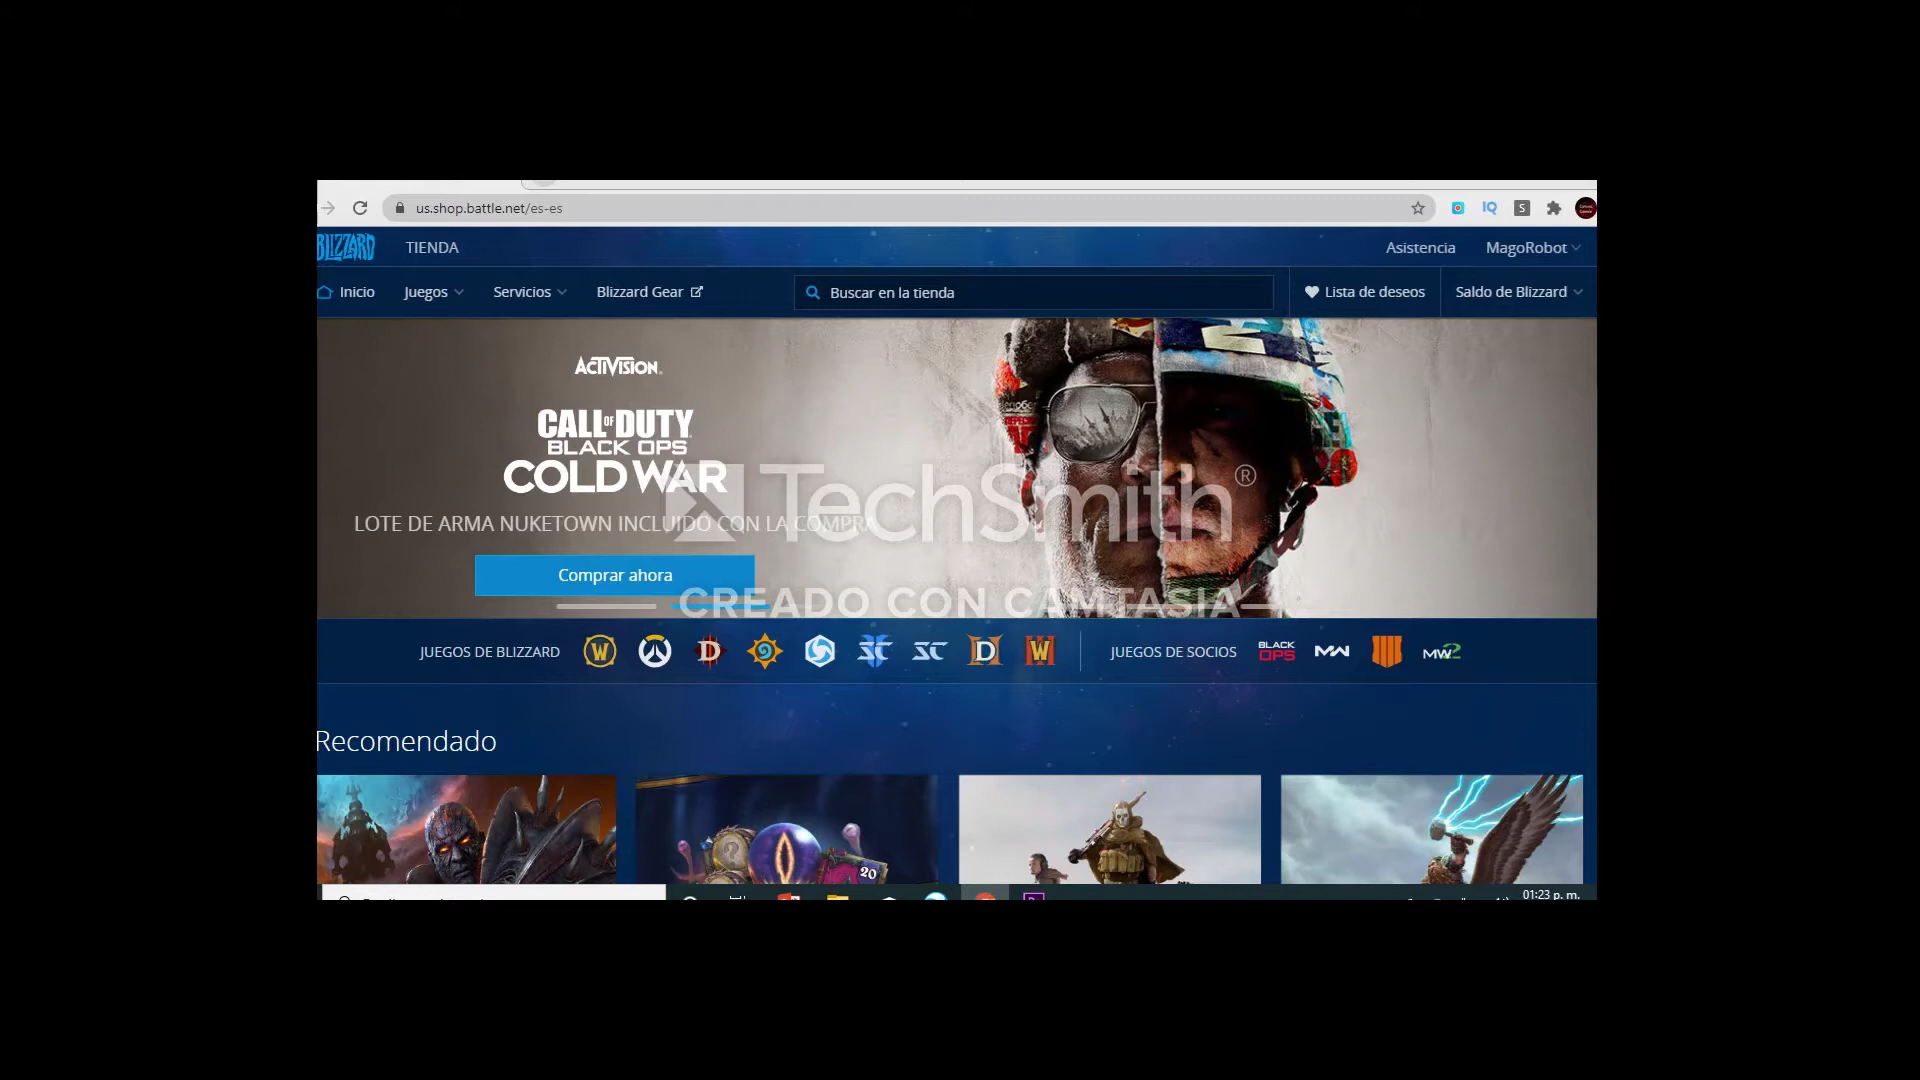 us.shop.battle.net/es-es
BLIZZARD TIENDA Asistencia MagoRobot
Inicio Juegos Servicios Blizzard Gear Buscar en la tienda Lista de deseos Saldo de Blizzard
ACTIVISION
CALL OF DUTY
BLACK OPS
COLD WAR
TechSmith®
LOTE DE ARMA NUKETOWN INCLUIDO CON LA COMPRA
Comprar ahora
CREADO CON CAMTASIA
JUEGOS DE BLIZZARD JUEGOS DE SOCIOS BLACK OPS MW MW2
Recomendado
20
01:23 p. m.